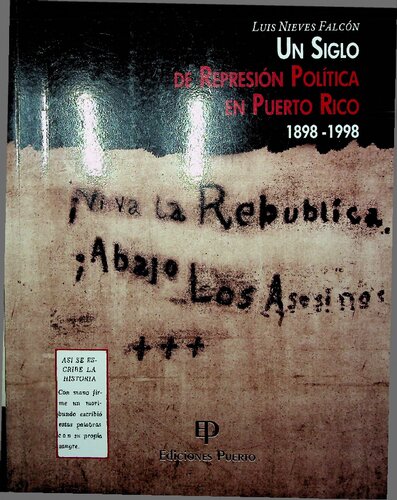 LUIS NIEVES FALCÓN
UN SIGLO
DE REPRESIÓN POLÍTICA
EN PUERTO RICO
1898 - 1998
¡Viva la Republica.
¡Abajo Los Asesinos
+++
ASI SE ES-
CRIBE LA
HISTORIA
Con mano fir-
me un mori-
bundo escribió
estas palabras
con su propia
sangre.
EP
EDICIONES PUERTO